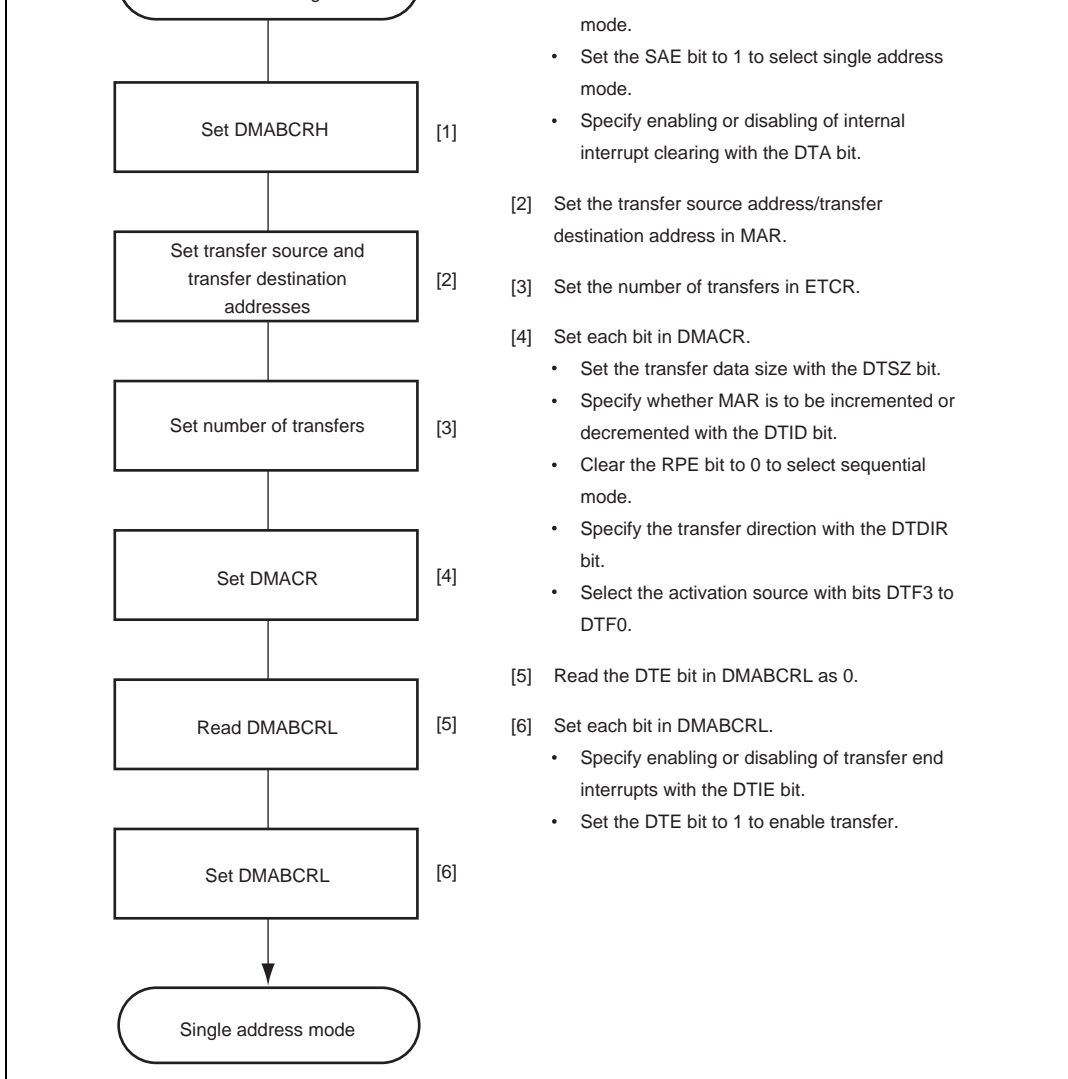 mode.
• Set the SAE bit to 1 to select single address
mode.
• Specify enabling or disabling of internal
interrupt clearing with the DTA bit.
Set DMABCRH [1]
[2] Set the transfer source address/transfer
destination address in MAR.
Set transfer source and
transfer destination
addresses
[2]
[3] Set the number of transfers in ETCR.
[4] Set each bit in DMACR.
• Set the transfer data size with the DTSZ bit.
• Specify whether MAR is to be incremented or
decremented with the DTID bit.
• Clear the RPE bit to 0 to select sequential
mode.
• Specify the transfer direction with the DTDIR
bit.
• Select the activation source with bits DTF3 to
DTF0.
Set number of transfers [3]
Set DMACR [4]
[5] Read the DTE bit in DMABCRL as 0.
Read DMABCRL [5]
[6] Set each bit in DMABCRL.
• Specify enabling or disabling of transfer end
interrupts with the DTIE bit.
• Set the DTE bit to 1 to enable transfer.
Set DMABCRL [6]
Single address mode